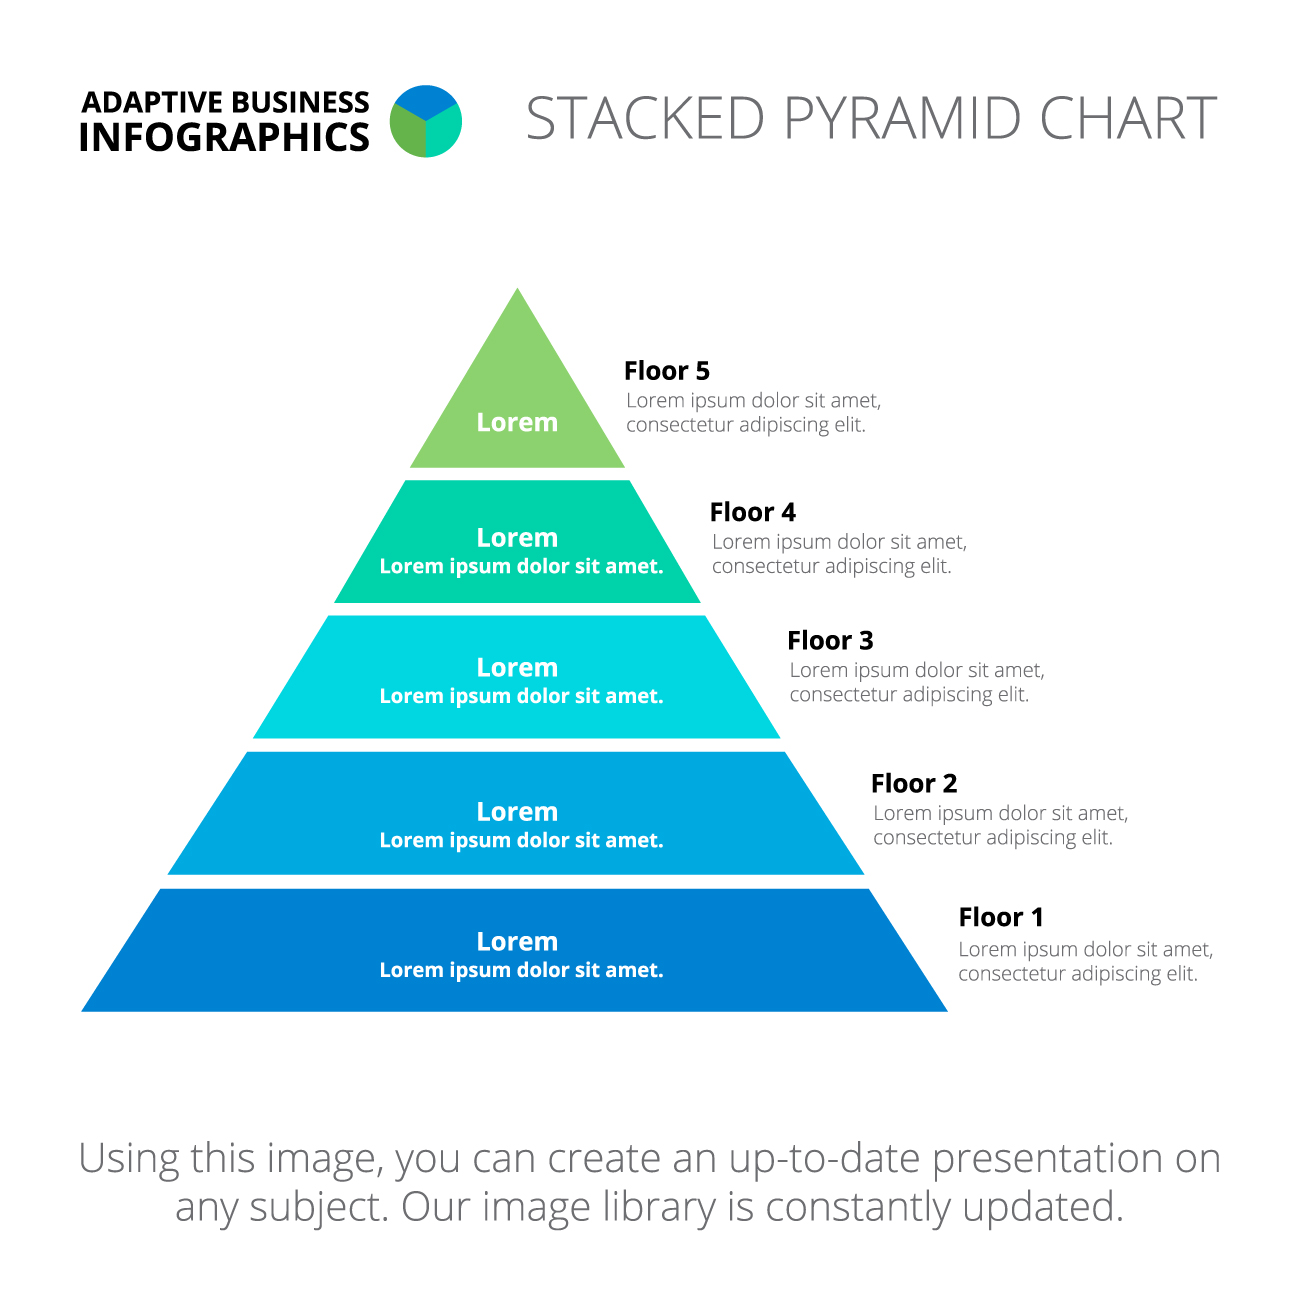 ADAPTIVE BUSINESS
INFOGRAPHICS
STACKED PYRAMID CHART
Lorem
Floor 5
Lorem ipsum dolor sit amet,
consectetur adipiscing elit.
Lorem
Lorem ipsum dolor sit amet.
Floor 4
Lorem ipsum dolor sit amet,
consectetur adipiscing elit.
Lorem
Lorem ipsum dolor sit amet.
Floor 3
Lorem ipsum dolor sit amet,
consectetur adipiscing elit.
Lorem
Lorem ipsum dolor sit amet.
Floor 2
Lorem ipsum dolor sit amet,
consectetur adipiscing elit.
Lorem
Lorem ipsum dolor sit amet.
Floor 1
Lorem ipsum dolor sit amet,
consectetur adipiscing elit.
Using this image, you can create an up-to-date presentation on
any subject. Our image library is constantly updated.